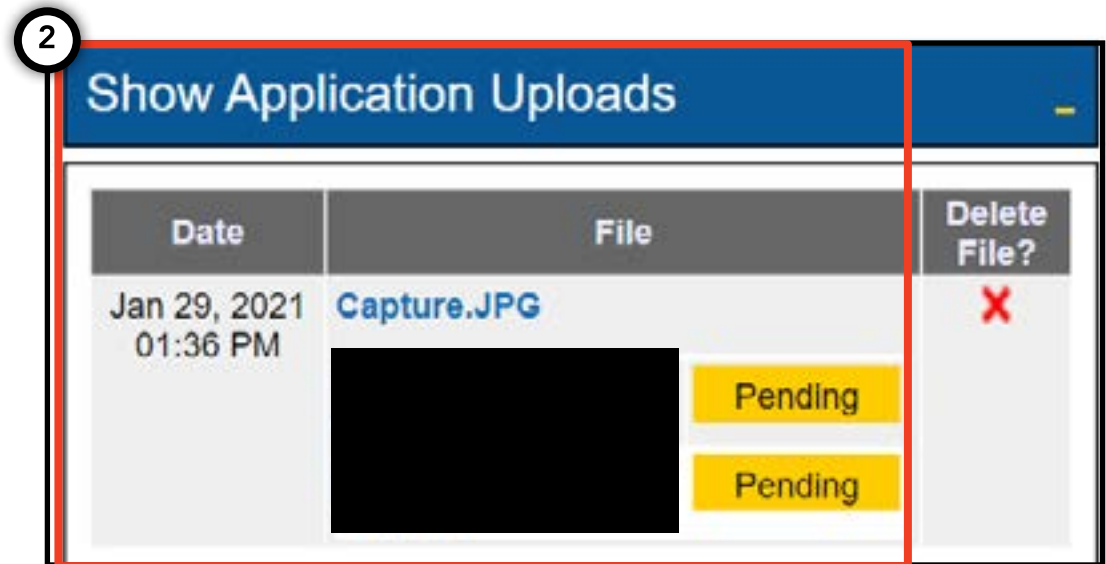 2
Show Application Uploads
Date
File
Delete
File?
Jan 29, 2021
01:36 PM
Capture.JPG
Pending
Pending